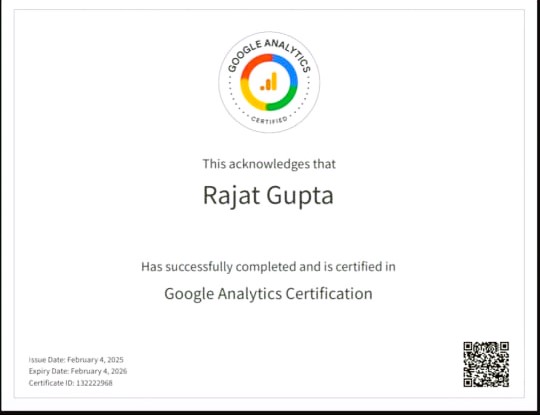 GOOGLE ANALYTICS
CERTIFIED
This acknowledges that
Rajat Gupta
Has successfully completed and is certified in
Google Analytics Certification
Issue Date: February 4, 2025
Expiry Date: February 4, 2026
Certificate ID: 132222968